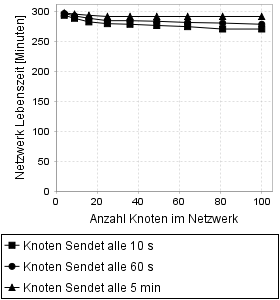 Netzwerk Lebenszeit [Minuten]
300
250
200
150
100
50
0
0 20 40 60 80 100
Anzahl Knoten im Netzwerk
Knoten Sendet alle 10 s
Knoten Sendet alle 60 s
Knoten Sendet alle 5 min